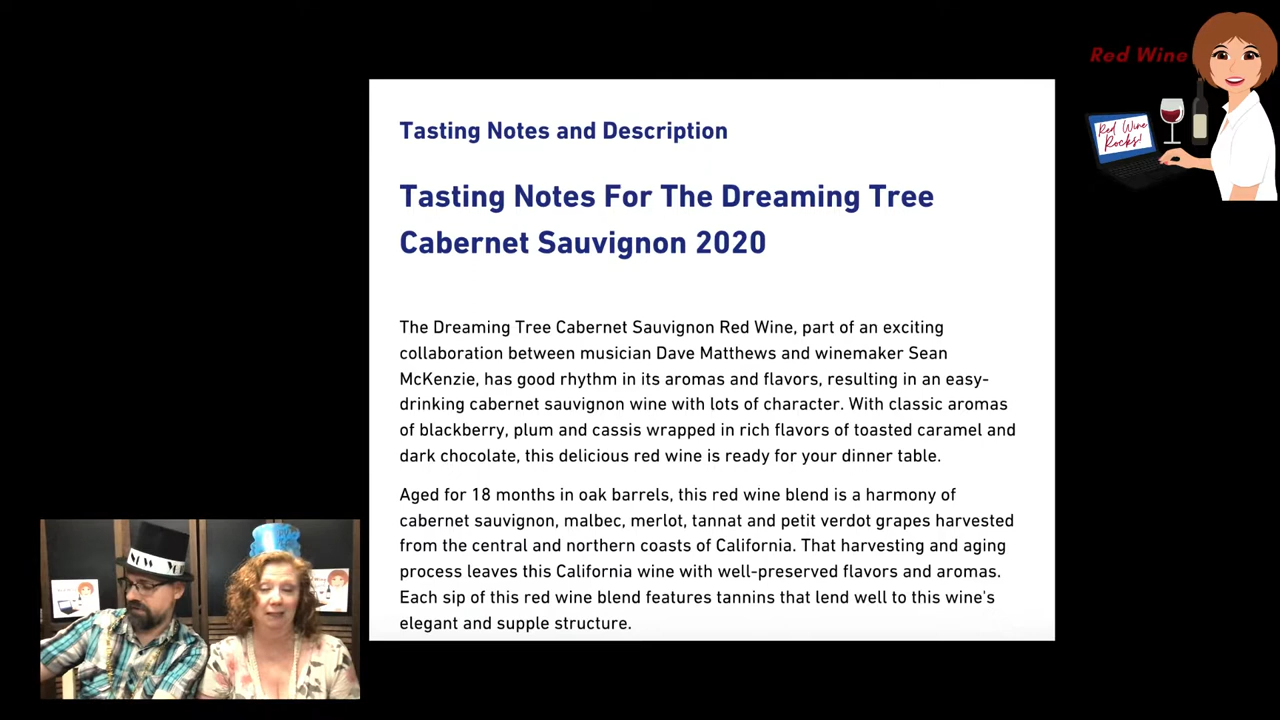 Red Wine
Red Wine
Rocks!
Tasting Notes and Description
Tasting Notes For The Dreaming Tree
Cabernet Sauvignon 2020
The Dreaming Tree Cabernet Sauvignon Red Wine, part of an exciting
collaboration between musician Dave Matthews and winemaker Sean
McKenzie, has good rhythm in its aromas and flavors, resulting in an easy-
drinking cabernet sauvignon wine with lots of character. With classic aromas
of blackberry, plum and cassis wrapped in rich flavors of toasted caramel and
dark chocolate, this delicious red wine is ready for your dinner table.
Aged for 18 months in oak barrels, this red wine blend is a harmony of
cabernet sauvignon, malbec, merlot, tannat and petit verdot grapes harvested
from the central and northern coasts of California. That harvesting and aging
process leaves this California wine with well-preserved flavors and aromas.
Each sip of this red wine blend features tannins that lend well to this wine's
elegant and supple structure.